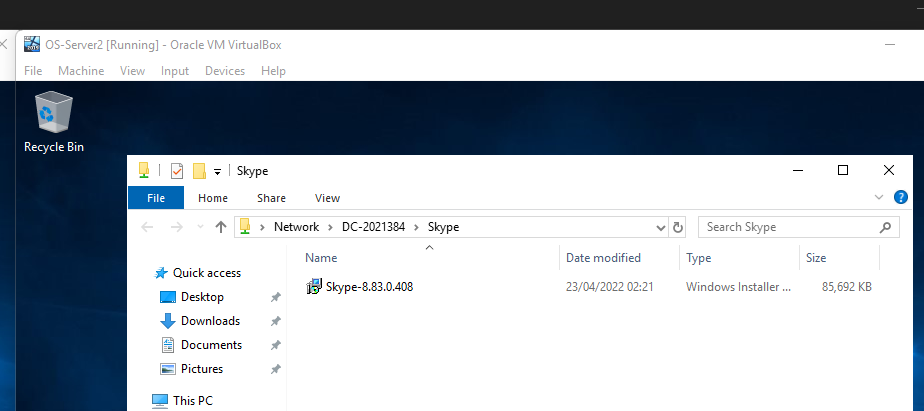 OS-Server2 [Running] - Oracle VM VirtualBox
File Machine View Input Devices Help
Recycle Bin
Skype
File Home Share View
Network > DC-2021384 > Skype
Search Skype
Name Date modified Type Size
Skype-8.83.0.408 23/04/2022 02:21 Windows Installer ... 85,692 KB
Quick access
Desktop
Downloads
Documents
Pictures
This PC